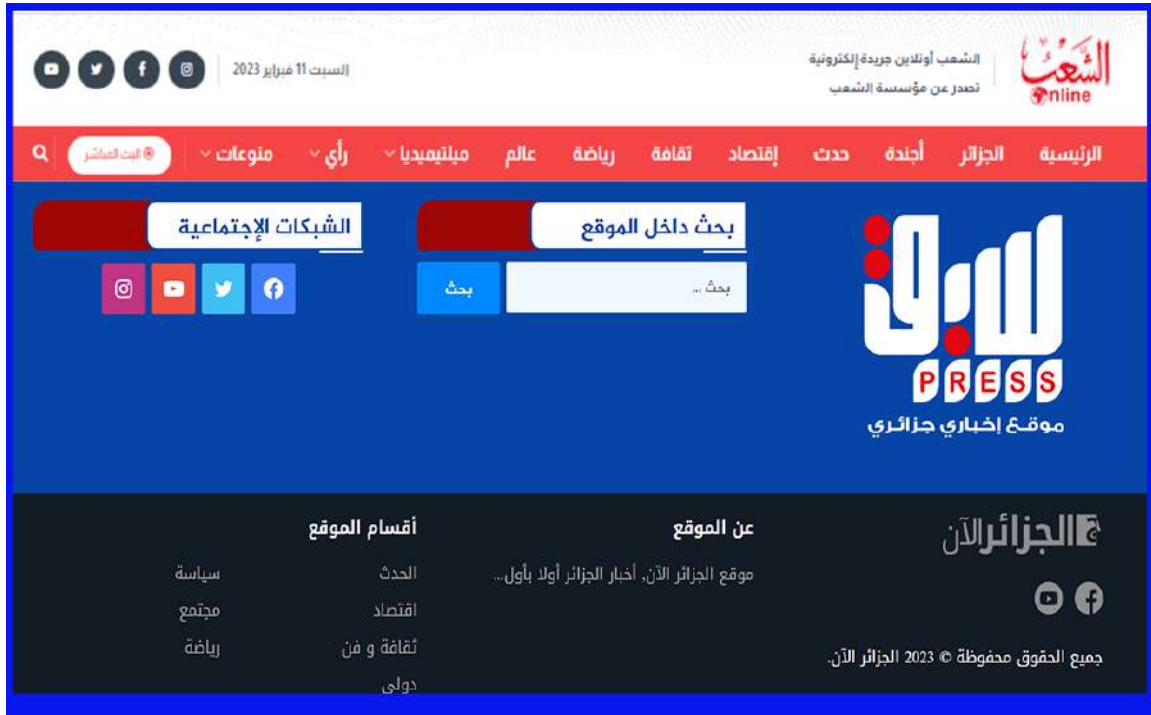 الشعب
Online
الشعب أونلاين جريدة إلكترونية
تصدر عن مؤسسة الشعب
السبت 11 فبراير 2023
الرئيسية الجزائر أجندة حدث إقتصاد ثقافة رياضة عالم ميلتيميديا رأي منوعات البث المباشر
سبق
PRESS
موقع إخباري جزائري
بحث داخل الموقع
بحث ...
بحث
الشبكات الإجتماعية
الجزائر الآن
جميع الحقوق محفوظة © 2023 الجزائر الآن.
عن الموقع
موقع الجزائر الآن, أخبار الجزائر أولا بأول...
أقسام الموقع
الحدث سياسة
اقتصاد مجتمع
ثقافة و فن رياضة
دولي